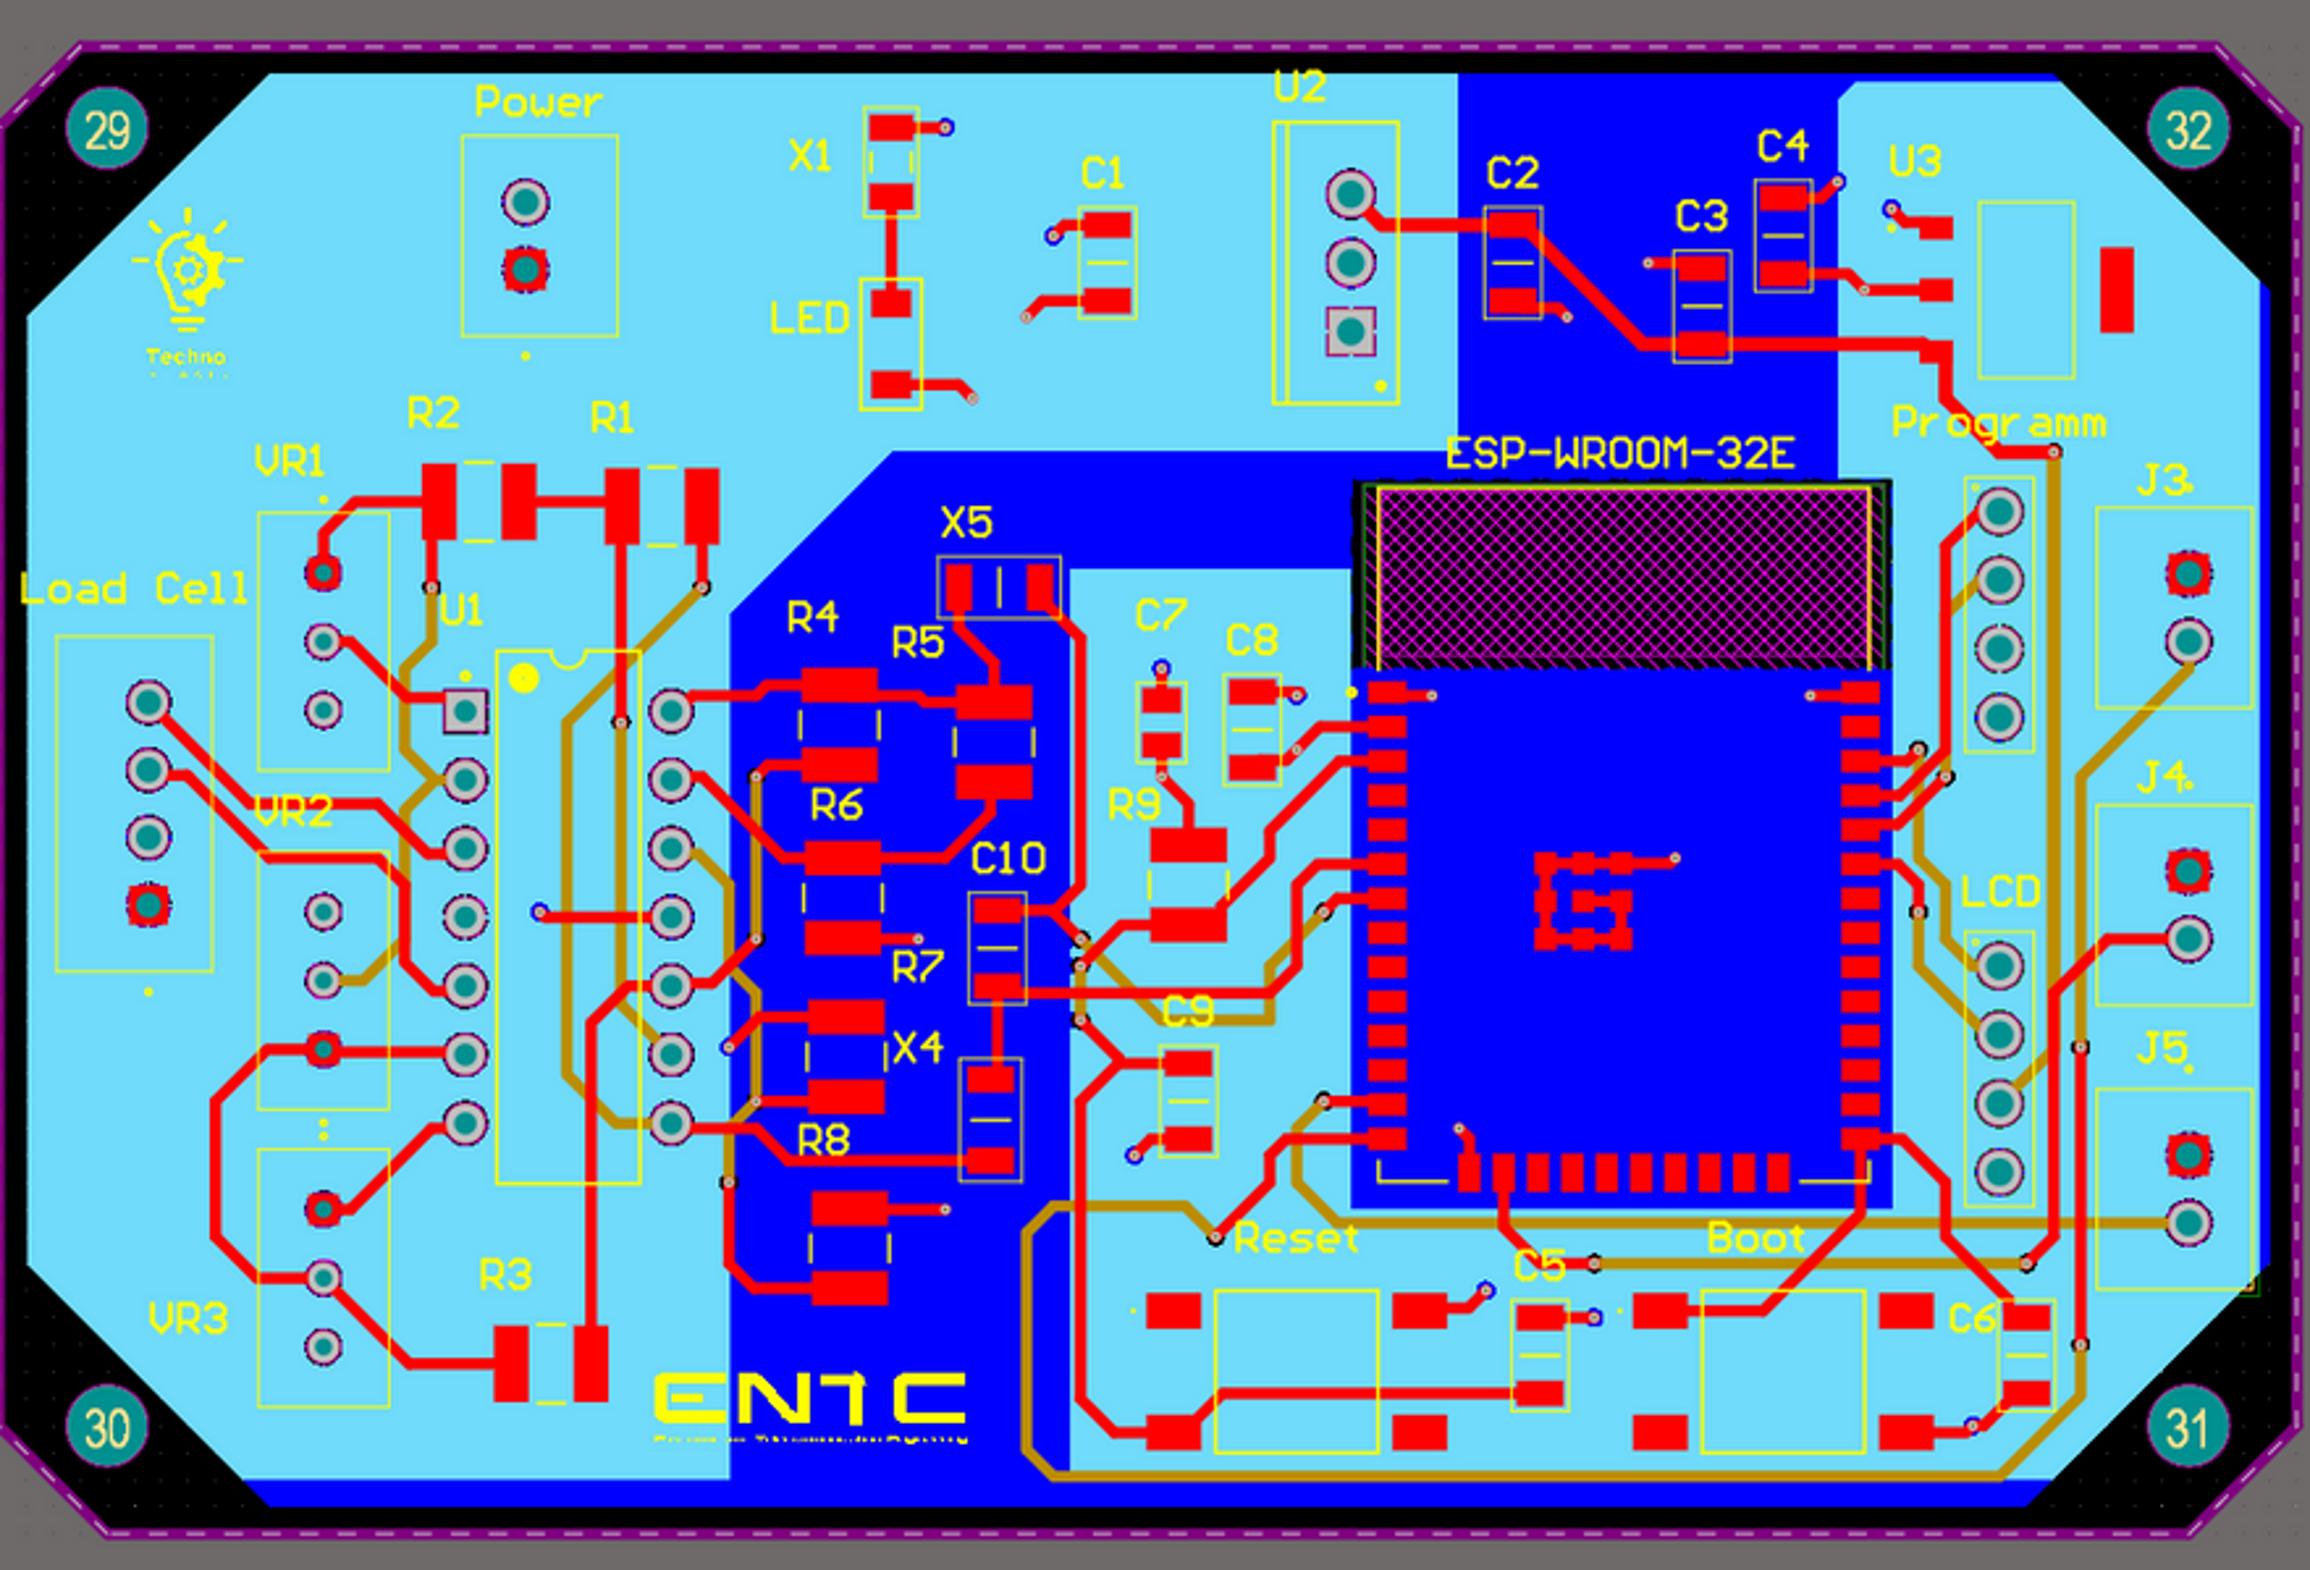 29
32
Power
U2
X1
C1
C2
C4
C3
U3
LED
Techno
R2
R1
VR1
ESP-WROOM-32E
Programm
J3
X5
Load Cell
U1
R4
R5
C7
C8
VR2
R6
R9
J4
C10
LCD
R7
C9
X4
J5
R8
Reset
Boot
C5
R3
VR3
C6
ENTC
30
31